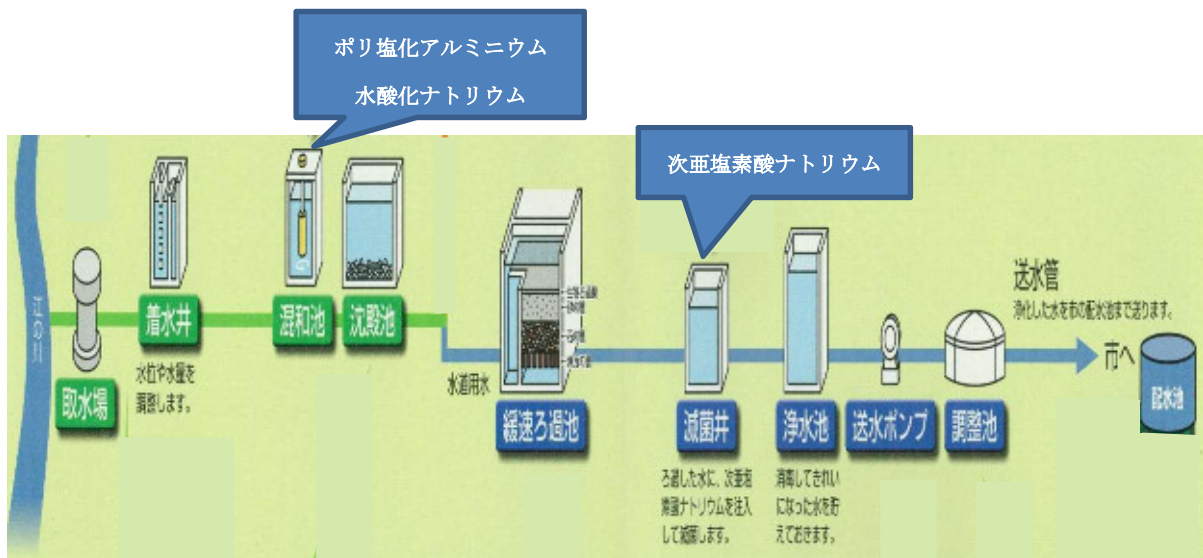 ポリ塩化アルミニウム
水酸化ナトリウム
次亜塩素酸ナトリウム
江の川
取水場
着水井
水位や水量を
調整します。
混和池
沈殿池
水道用水
緩速ろ過池
滅菌井
ろ過した水に、次亜塩
素酸ナトリウムを注入
して滅菌します。
浄水池
消毒してきれい
になった水を貯
えておきます。
送水ポンプ
調整池
送水管
浄化した水を市の配水池まで送ります。
市へ
配水池